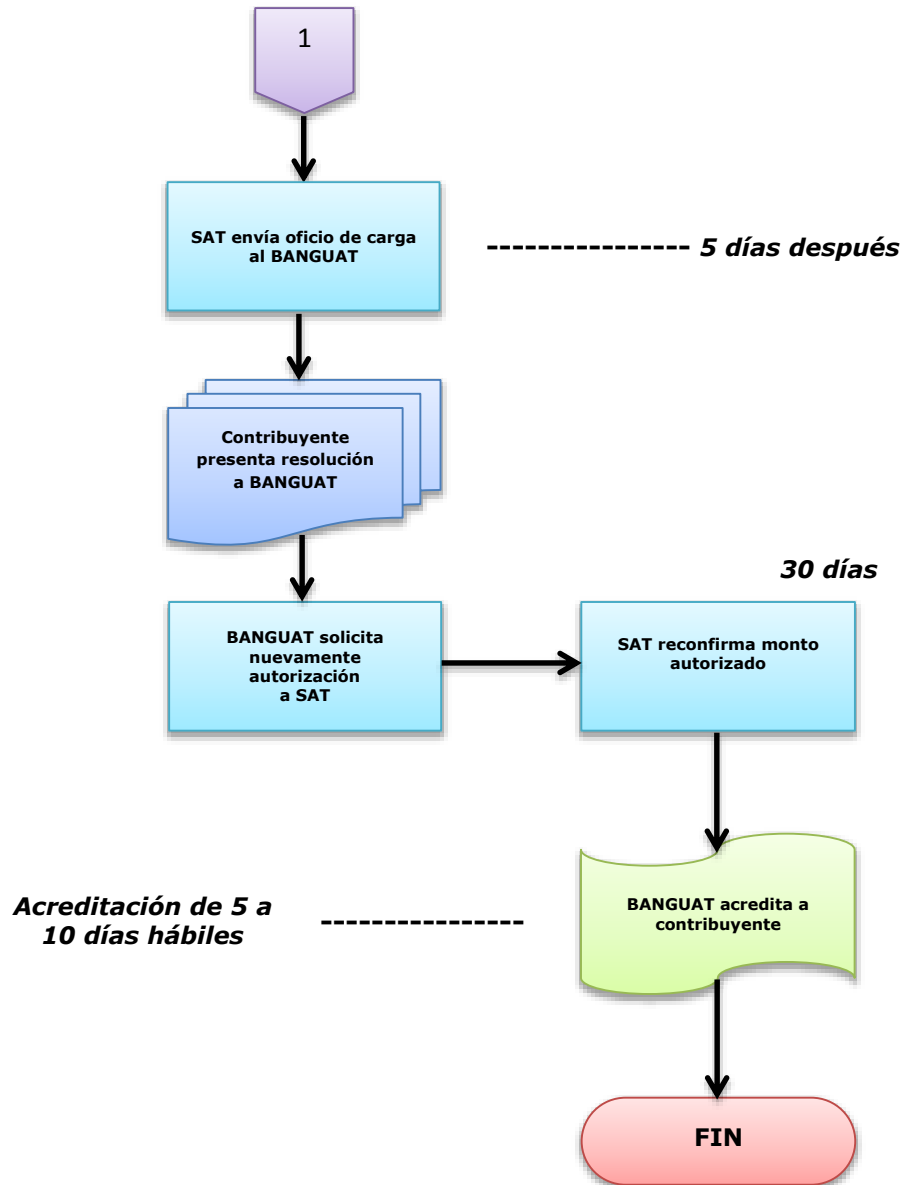 1
SAT envía oficio de carga
al BANGUAT
5 días después
Contribuyente
presenta resolución
a BANGUAT
30 días
BANGUAT solicita
nuevamente
autorización
a SAT
SAT reconfirma monto
autorizado
Acreditación de 5 a
10 días hábiles
BANGUAT acredita a
contribuyente
FIN